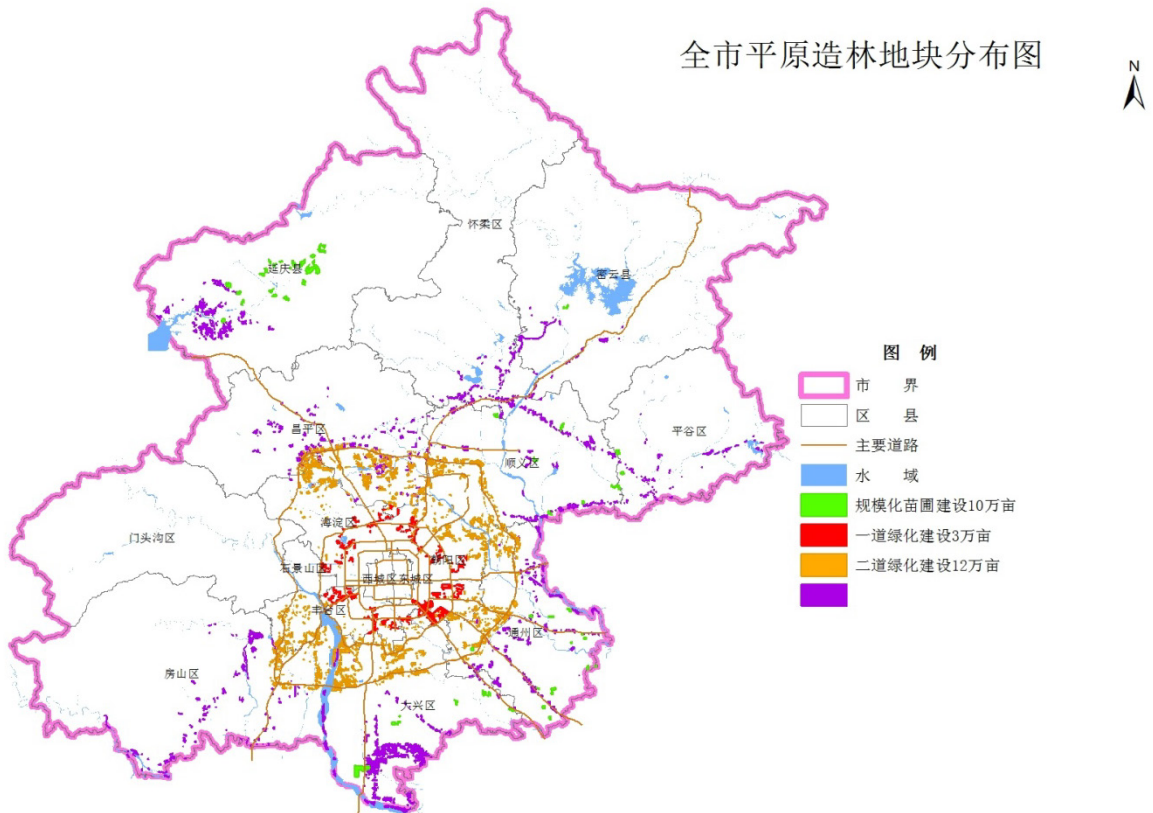 全市平原造林地块分布图
N
怀柔区
延庆县
密云县
图 例
市 界
区 县
昌平区
平谷区
主要道路
顺义区
水 域
规模化苗圃建设10万亩
海淀区
一道绿化建设3万亩
门头沟区
朝阳区
石景山区
二道绿化建设12万亩
西城区东城区
丰台区
通州区
房山区
大兴区